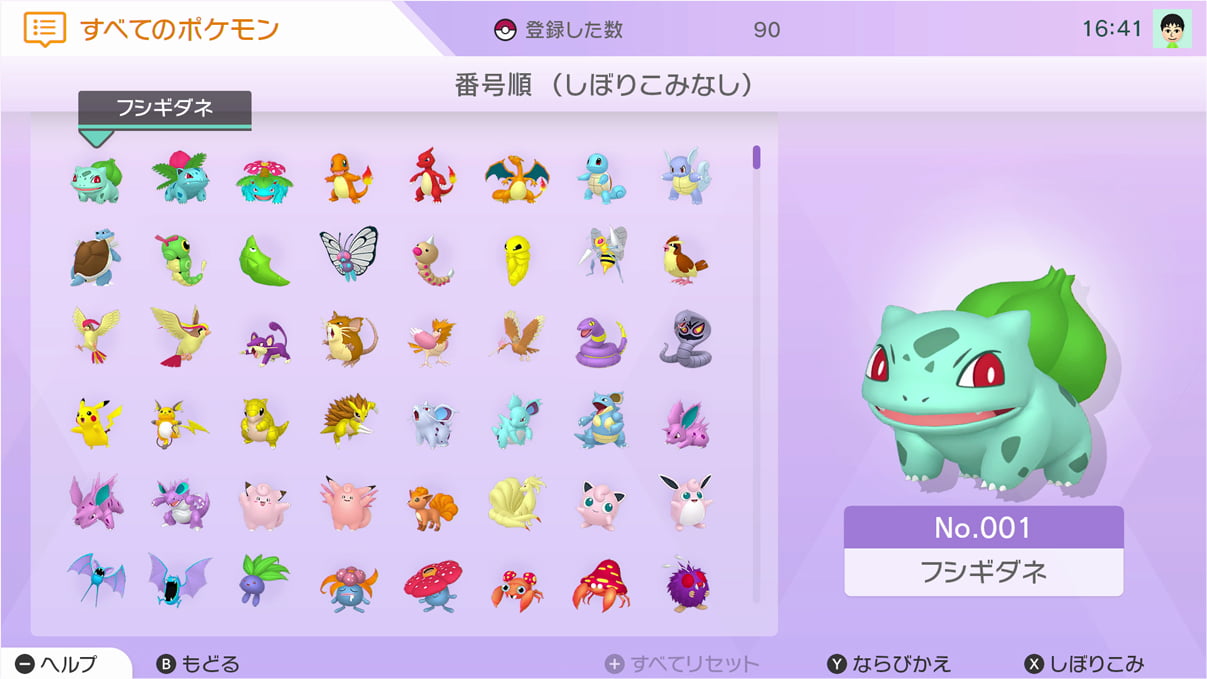 すべてのポケモン
登録した数 90
16:41
番号順 （しぼりこみなし）
フシギダネ
No.001
フシギダネ
ヘルプ
B もどる
すべてリセット
Y ならびかえ
X しぼりこみ